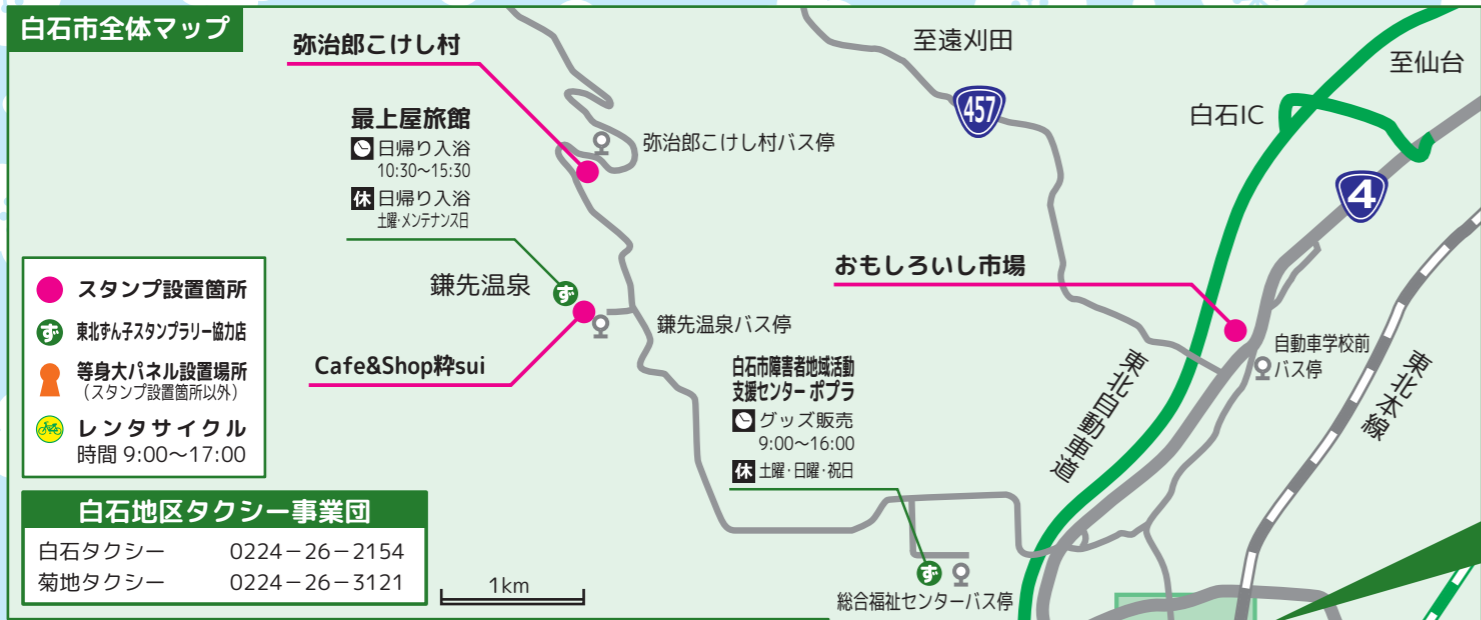 白石市全体マップ
弥治郎こけし村
最上屋旅館
日帰り入浴
10:30〜15:30
休 日帰り入浴
土曜・メンテナンス日
弥治郎こけし村バス停
至遠刈田
457
至仙台
白石IC
4
おもしろいし市場
自動車学校前
バス停
東北自動車道
東北本線
鎌先温泉
ず
鎌先温泉バス停
Cafe&Shop粋sui
白石市障害者地域活動
支援センター ポプラ
グッズ販売
9:00〜16:00
休 土曜・日曜・祝日
ず
総合福祉センターバス停
スタンプ設置箇所
ず 東北ずん子スタンプラリー協力店
等身大パネル設置場所
（スタンプ設置箇所以外）
レンタサイクル
時間 9:00〜17:00
白石地区タクシー事業団
白石タクシー 0224−26−2154
菊地タクシー 0224−26−3121
1km